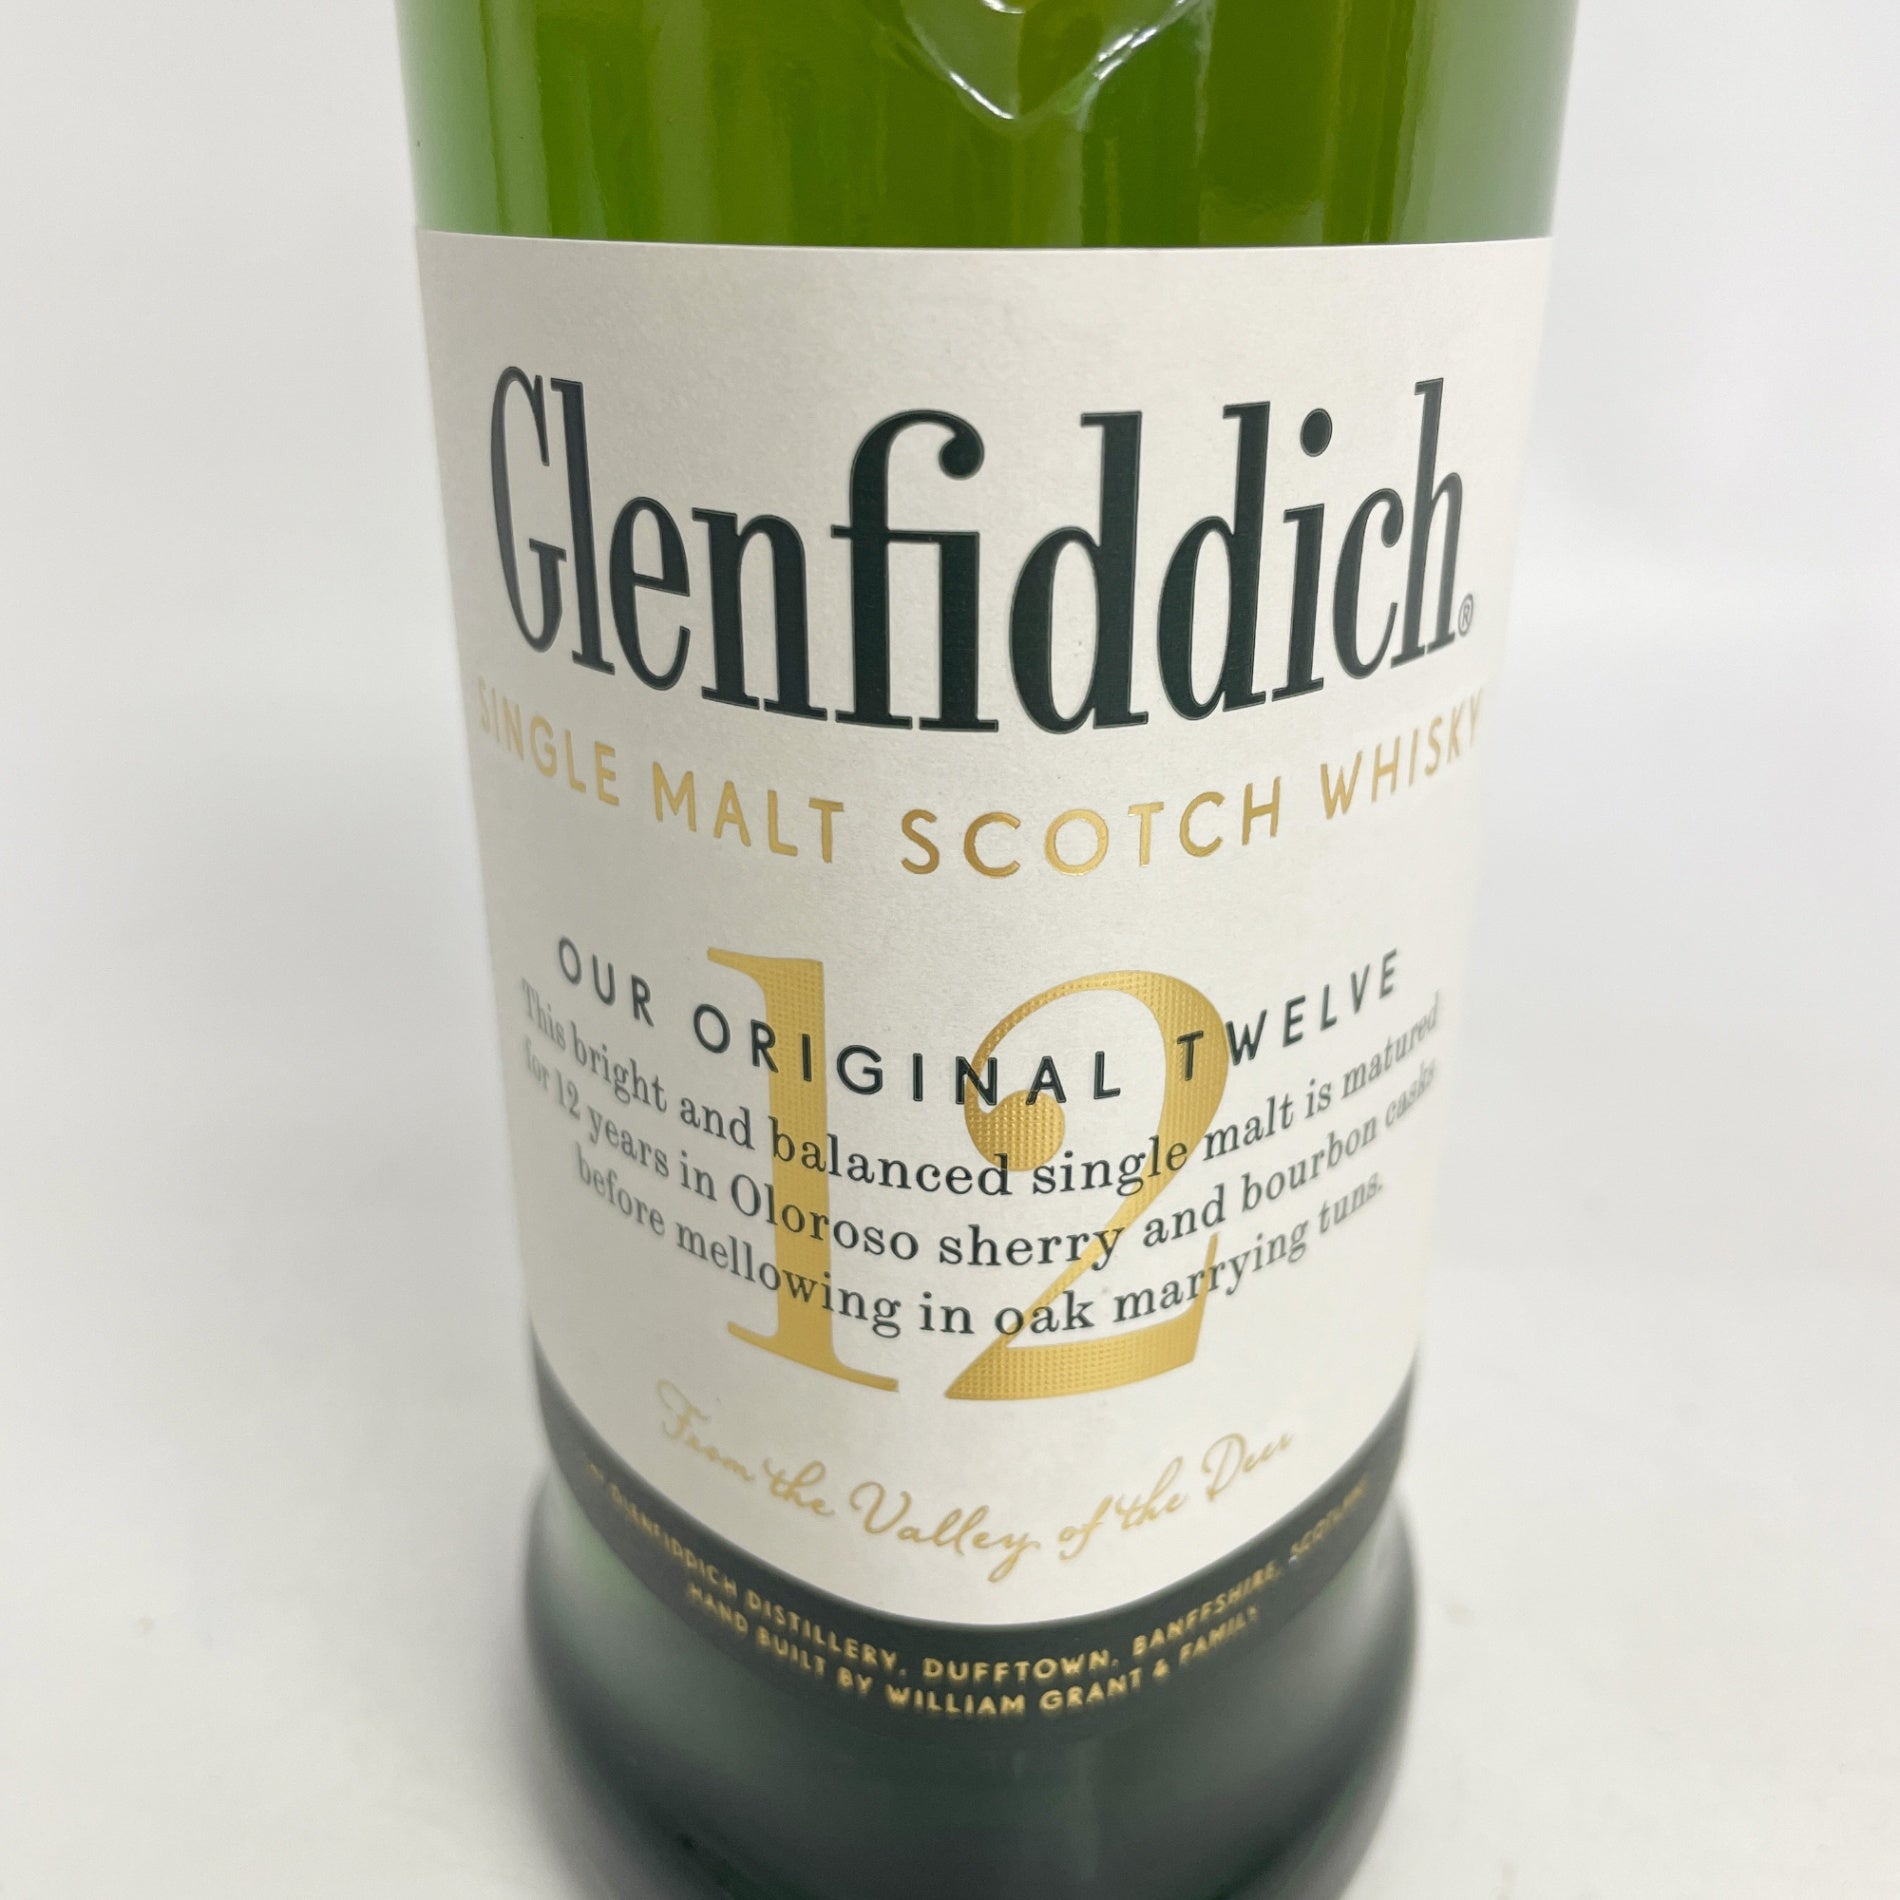 Glenfiddich®
SINGLE MALT SCOTCH WHISKY
12
OUR ORIGINAL TWELVE
This bright and balanced single malt is matured
for 12 years in Oloroso sherry and bourbon casks
before mellowing in oak marrying tuns.
From the Valley of the Deer
GLENFIDDICH DISTILLERY, DUFFTOWN, BANFFSHIRE, SCOTLAND
HAND BUILT BY WILLIAM GRANT & FAMILY